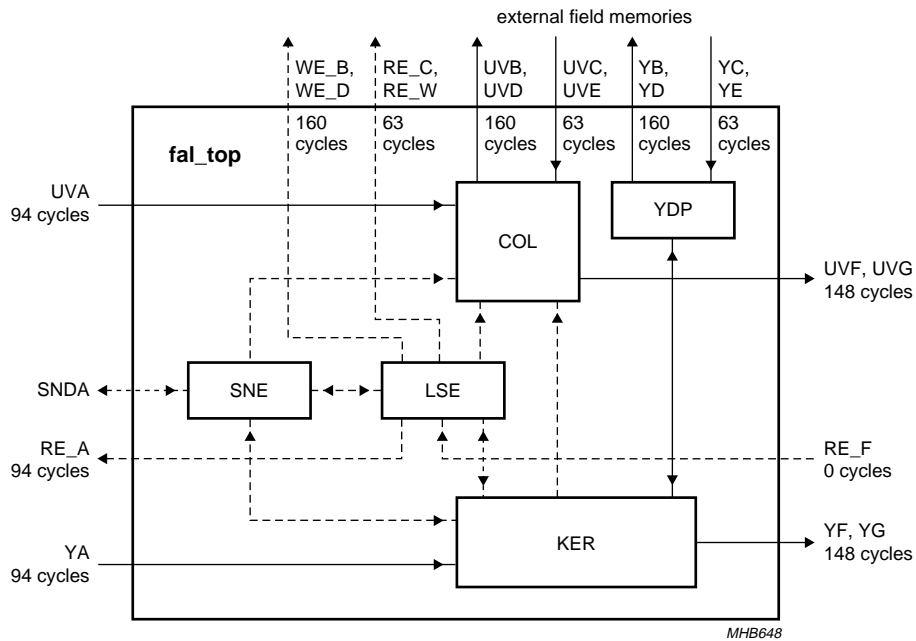 external field memories
WE_B,
WE_D
RE_C,
RE_W
UVB,
UVD
UVC,
UVE
YB,
YD
YC,
YE
160
cycles
63
cycles
160
cycles
63
cycles
160
cycles
63
cycles
fal_top
UVA
94 cycles
YDP
COL
UVF, UVG
148 cycles
SNDA
SNE
LSE
RE_A
94 cycles
RE_F
0 cycles
KER
YF, YG
148 cycles
YA
94 cycles
MHB648